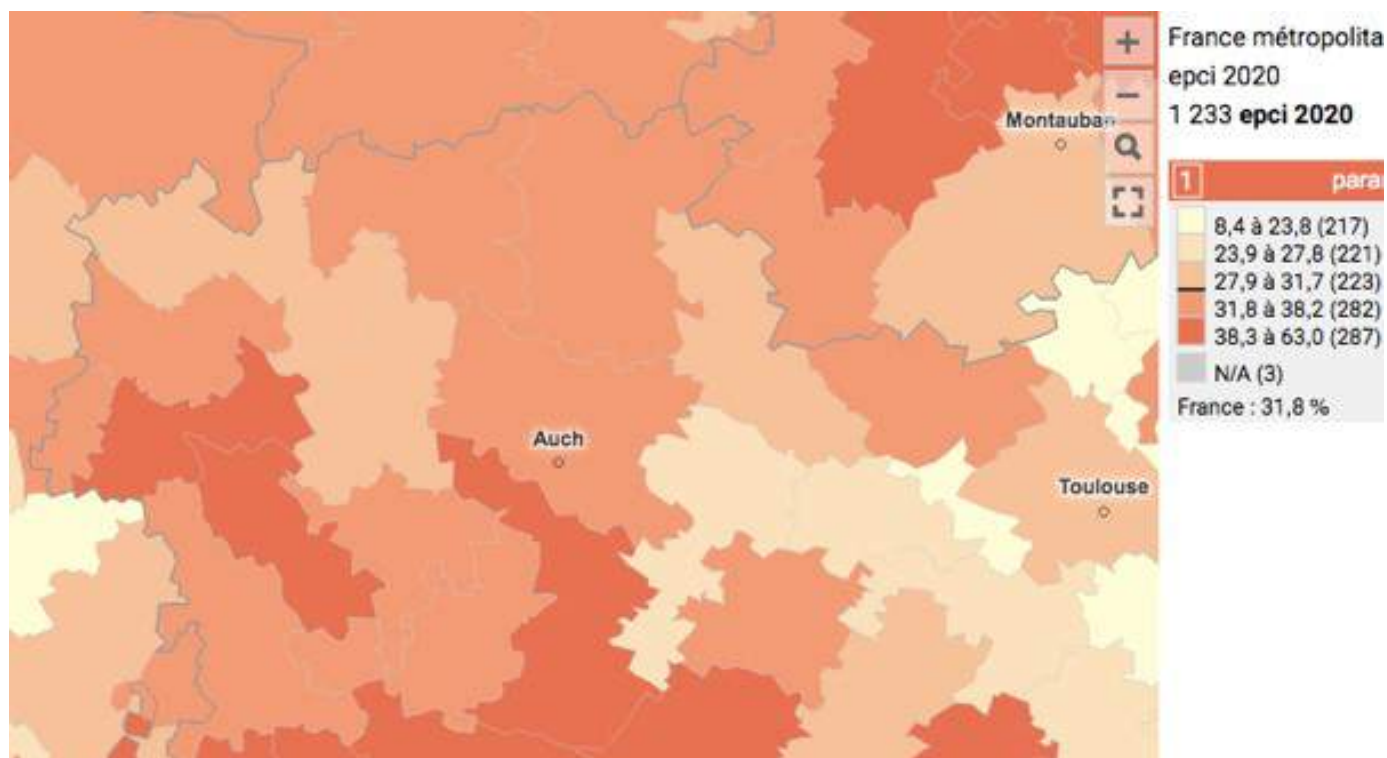 Montauban
Auch
Toulouse
+
−
France métropolita
epci 2020
1 233 epci 2020
1 para
8,4 à 23,8 (217)
23,9 à 27,8 (221)
27,9 à 31,7 (223)
31,8 à 38,2 (282)
38,3 à 63,0 (287)
N/A (3)
France : 31,8 %